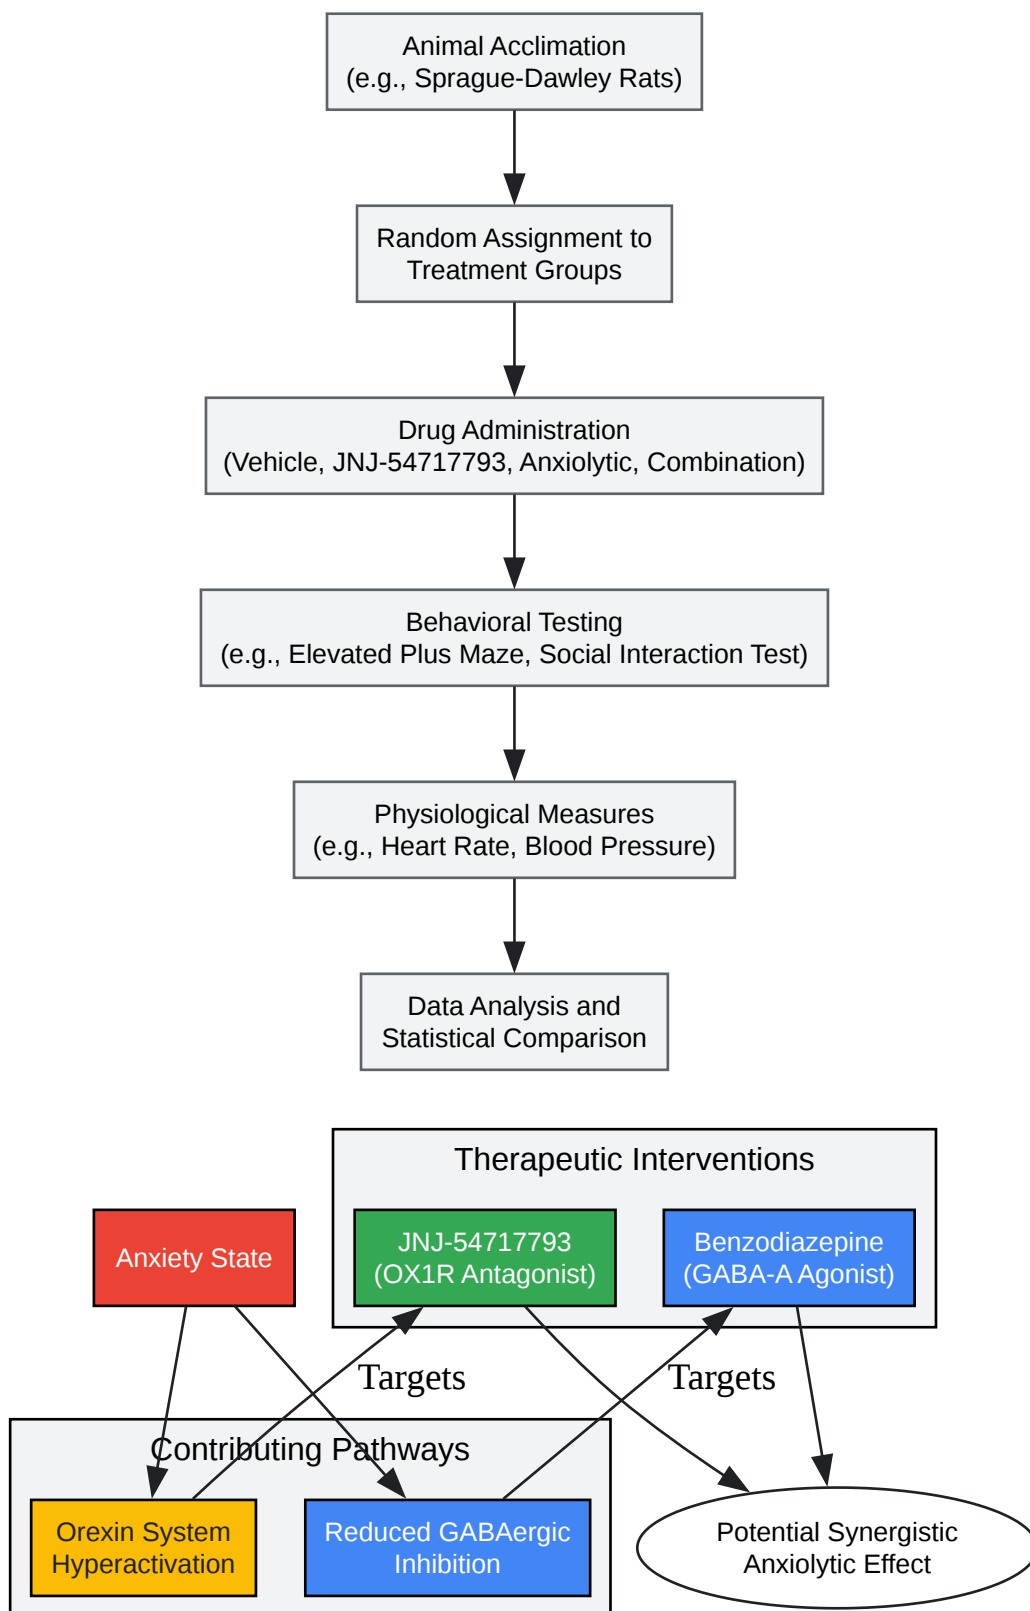 Animal Acclimation
(e.g., Sprague-Dawley Rats)
Random Assignment to
Treatment Groups
Drug Administration
(Vehicle, JNJ-54717793, Anxiolytic, Combination)
Behavioral Testing
(e.g., Elevated Plus Maze, Social Interaction Test)
Physiological Measures
(e.g., Heart Rate, Blood Pressure)
Data Analysis and
Statistical Comparison
Therapeutic Interventions
Anxiety State
JNJ-54717793
(OX1R Antagonist)
Benzodiazepine
(GABA-A Agonist)
Targets
Targets
Contributing Pathways
Orexin System
Hyperactivation
Reduced GABAergic
Inhibition
Potential Synergistic
Anxiolytic Effect